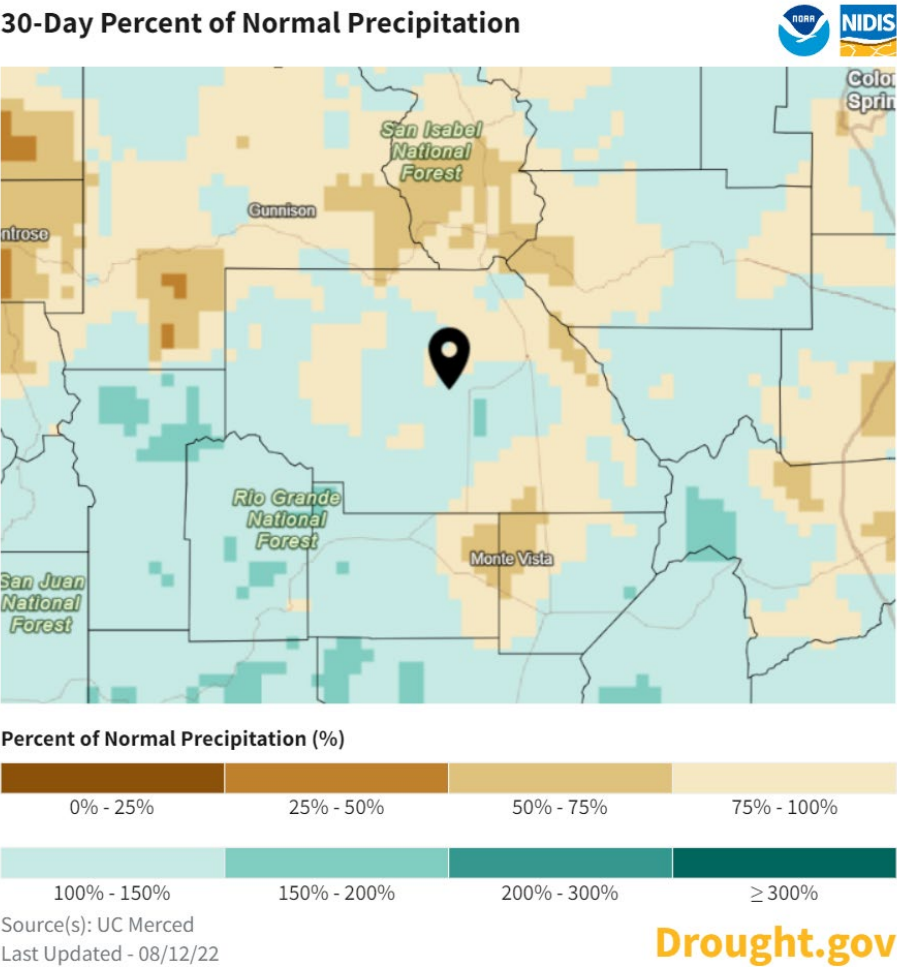 30-Day Percent of Normal Precipitation
NOAA
NIDIS
Color
Sprin
San Isabel
National
Forest
Gunnison
ntrose
Rio Grande
National
Forest
Monte Vista
San Juan
National
Forest
Percent of Normal Precipitation (%)
0% - 25%
25% - 50%
50% - 75%
75% - 100%
100% - 150%
150% - 200%
200% - 300%
≥ 300%
Source(s): UC Merced
Last Updated - 08/12/22
Drought.gov